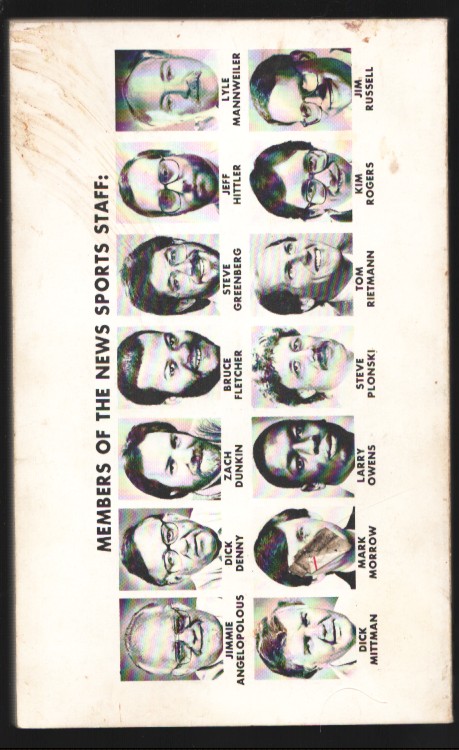 MEMBERS OF THE NEWS SPORTS STAFF:
JIMMIE
ANGELOPOLOUS
DICK
DENNY
ZACH
DUNKIN
BRUCE
FLETCHER
STEVE
GREENBERG
JEFF
HITTLER
LYLE
MANNWEILER
DICK
MITTMAN
MARK
MORROW
LARRY
OWENS
STEVE
PLONSKI
TOM
RIETMANN
KIM
ROGERS
JIM
RUSSELL